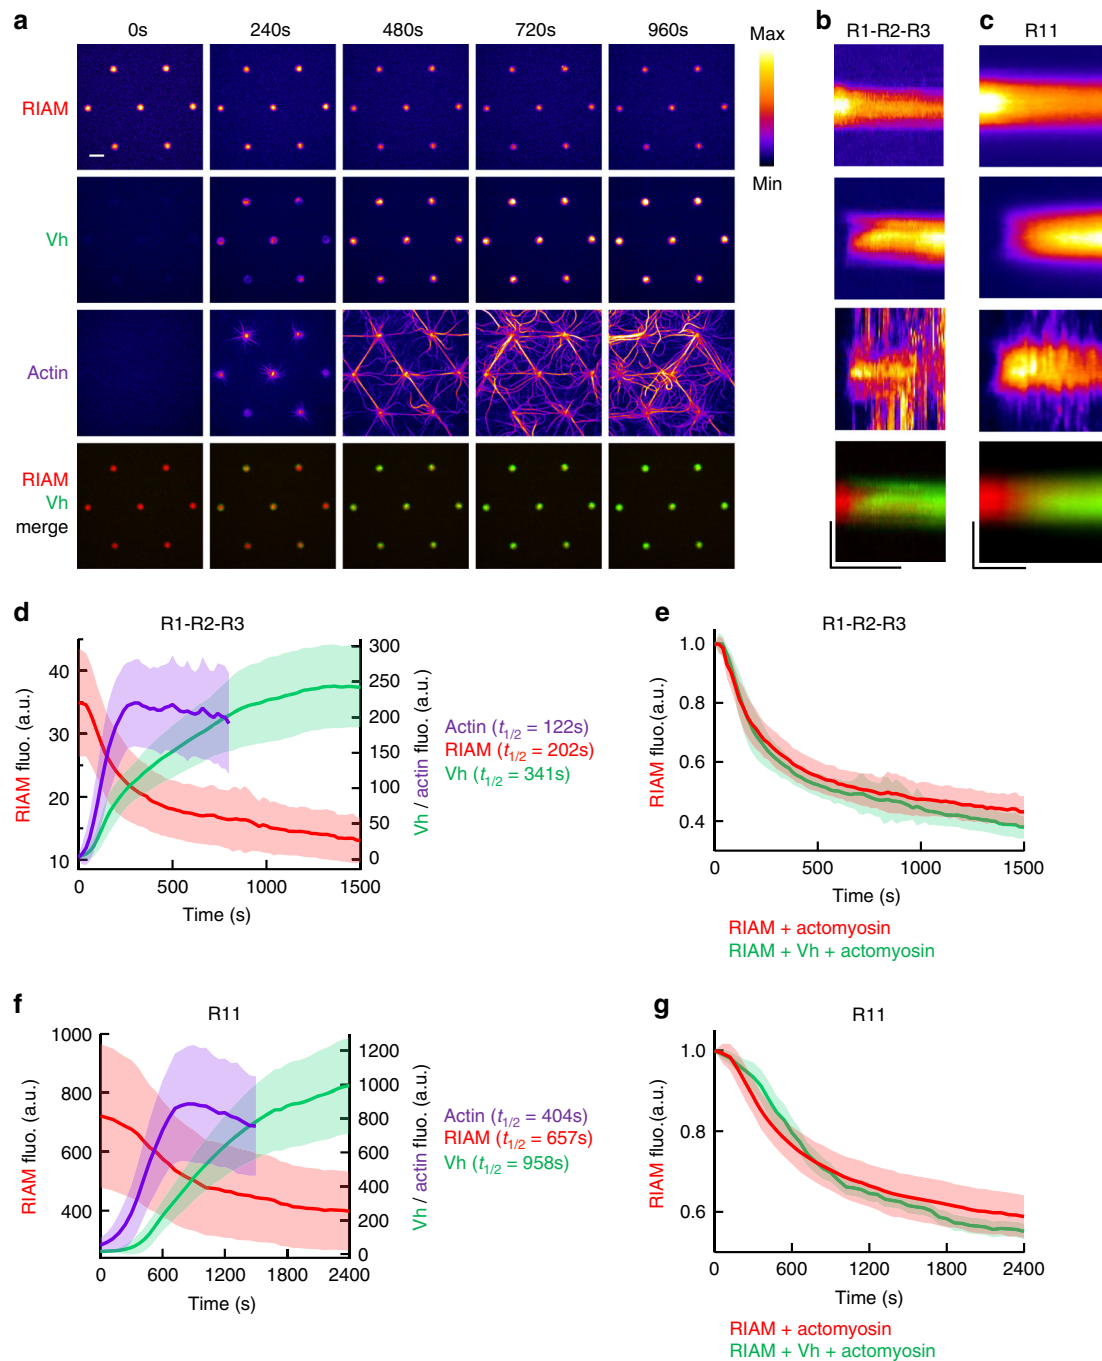 a
0s 240s 480s 720s 960s
Max
Min
RIAM
Vh
Actin
RIAM
Vh
merge
b
R1-R2-R3
c
R11
d
R1-R2-R3
RIAM fluo. (a.u.)
40
30
20
10
300
250
200
150
100
50
0
Vh / actin fluo. (a.u.)
0 500 1000 1500
Time (s)
Actin (t1/2 = 122s)
RIAM (t1/2 = 202s)
Vh (t1/2 = 341s)
e
R1-R2-R3
RIAM fluo.(a.u.)
1.0
0.8
0.6
0.4
0 500 1000 1500
Time (s)
RIAM + actomyosin
RIAM + Vh + actomyosin
f
R11
RIAM fluo. (a.u.)
1000
800
600
400
1200
1000
800
600
400
200
0
Vh / actin fluo. (a.u.)
0 600 1200 1800 2400
Time (s)
Actin (t1/2 = 404s)
RIAM (t1/2 = 657s)
Vh (t1/2 = 958s)
g
R11
RIAM fluo.(a.u.)
1.0
0.8
0.6
0 600 1200 1800 2400
Time (s)
RIAM + actomyosin
RIAM + Vh + actomyosin